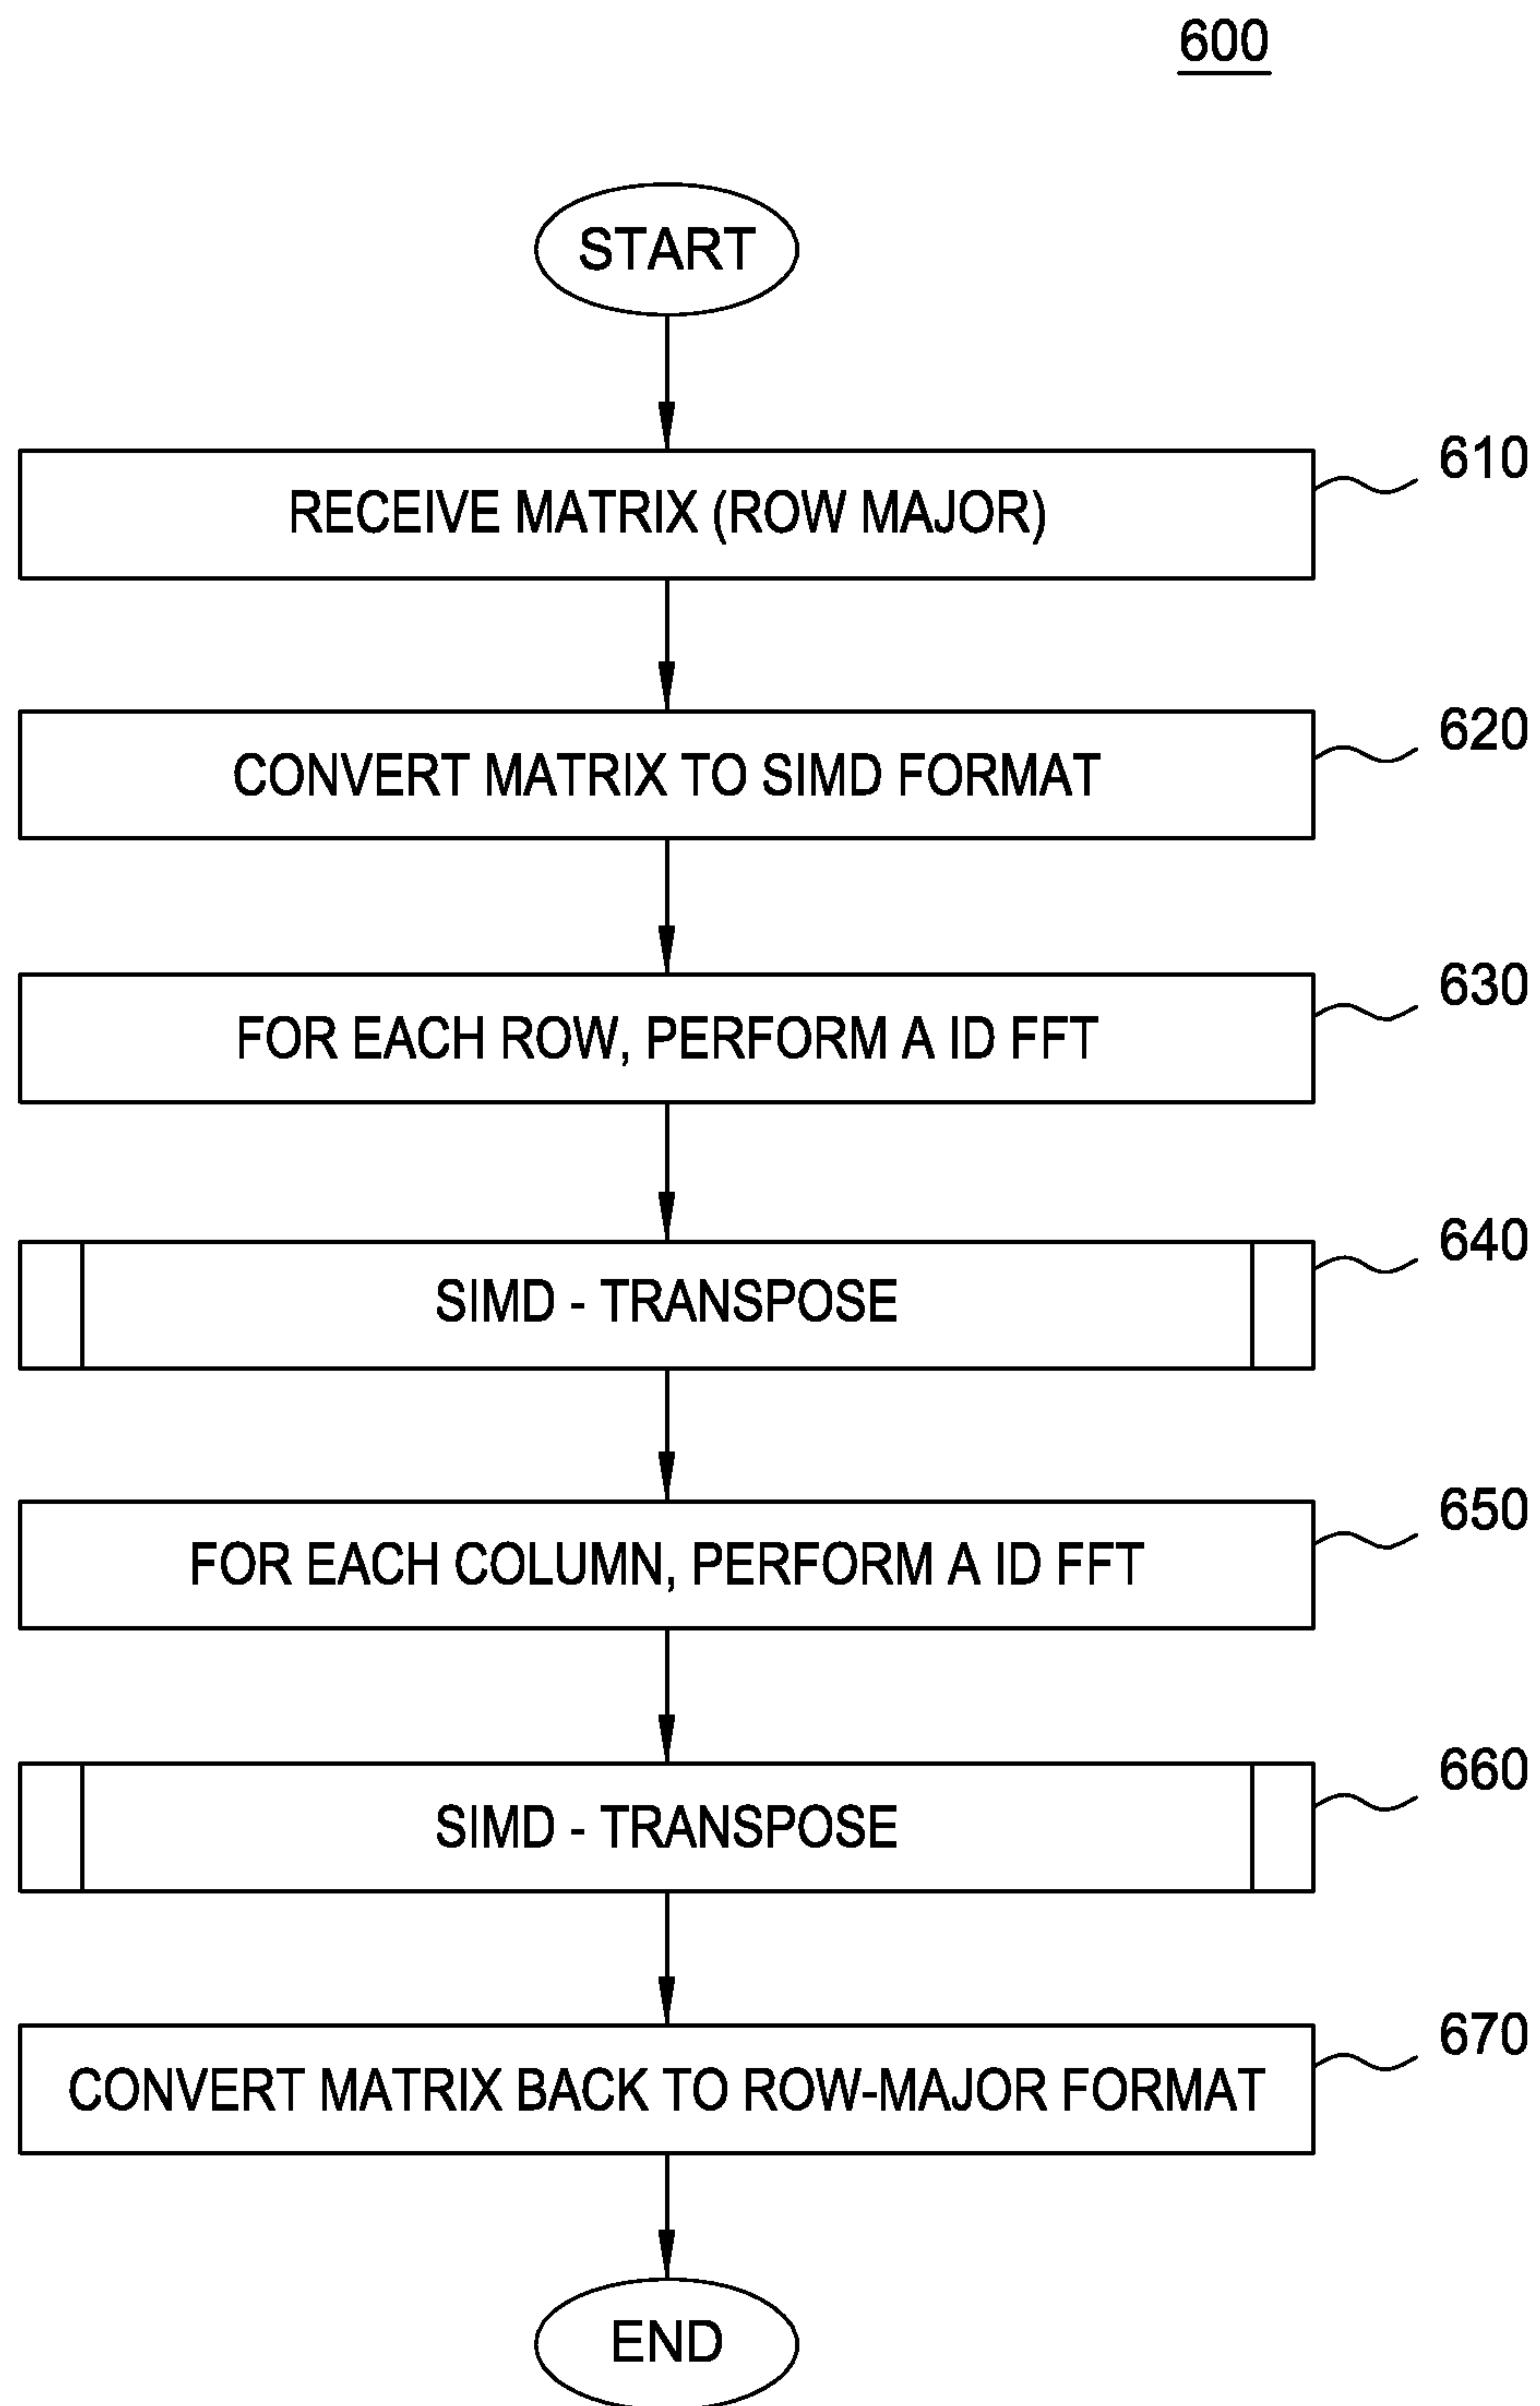 600
START
RECEIVE MATRIX (ROW MAJOR)
610
CONVERT MATRIX TO SIMD FORMAT
620
FOR EACH ROW, PERFORM A ID FFT
630
SIMD - TRANSPOSE
640
FOR EACH COLUMN, PERFORM A ID FFT
650
SIMD - TRANSPOSE
660
CONVERT MATRIX BACK TO ROW-MAJOR FORMAT
670
END